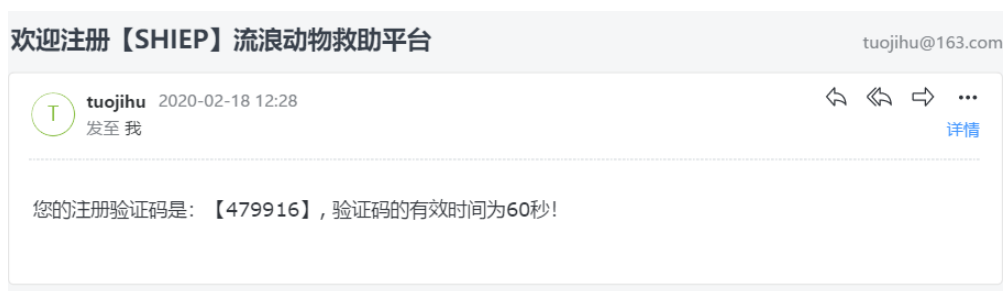 欢迎注册【SHIEP】流浪动物救助平台
tuojihu@163.com
T
tuojihu 2020-02-18 12:28
发至 我
详情
您的注册验证码是：【479916】, 验证码的有效时间为60秒！